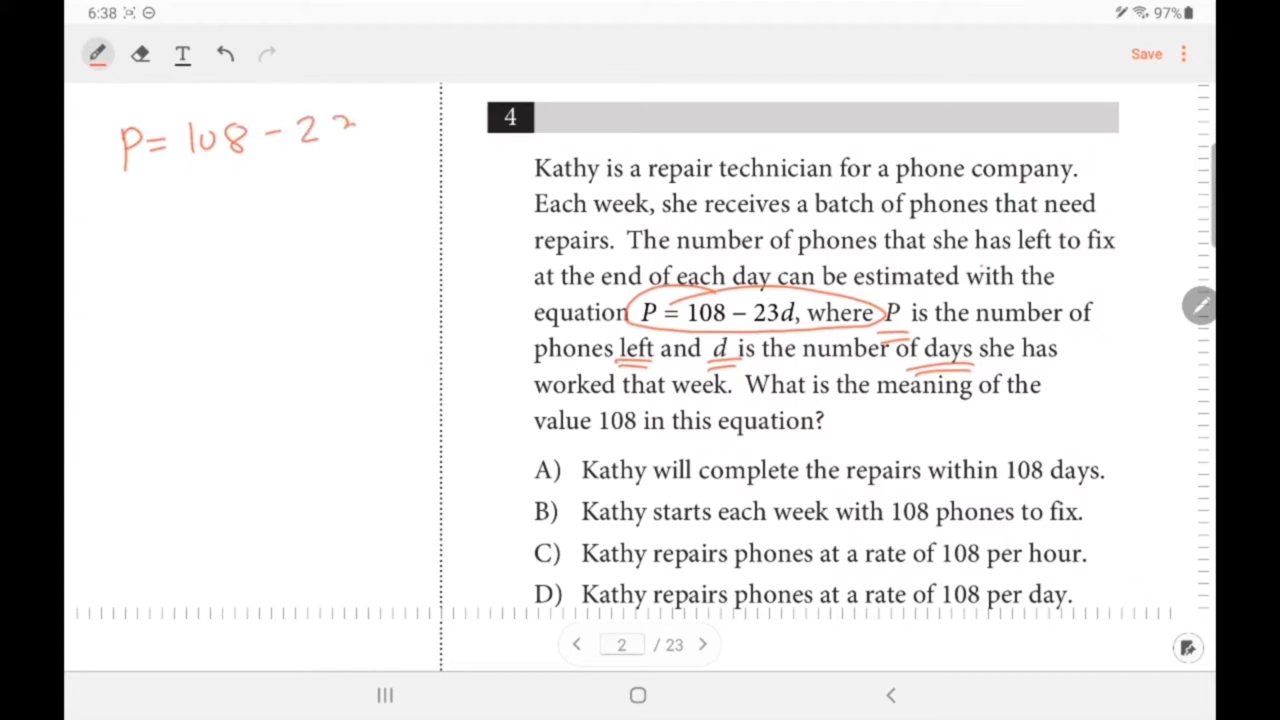 6:38
97%
T
Save
P = 108 - 23
4
Kathy is a repair technician for a phone company.
Each week, she receives a batch of phones that need
repairs. The number of phones that she has left to fix
at the end of each day can be estimated with the
equation P = 108 – 23d, where P is the number of
phones left and d is the number of days she has
worked that week. What is the meaning of the
value 108 in this equation?
A) Kathy will complete the repairs within 108 days.
B) Kathy starts each week with 108 phones to fix.
C) Kathy repairs phones at a rate of 108 per hour.
D) Kathy repairs phones at a rate of 108 per day.
2 / 23